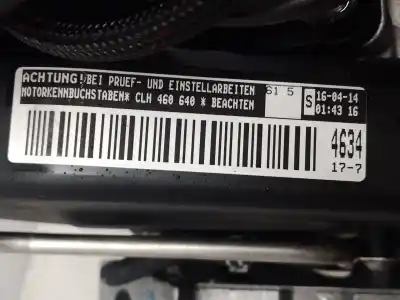 ACHTUNG! BEI PRUEF- UND EINSTELLARBEITEN
MOTORKENNBUCHSTABEN* CLH 460 640 * BEACHTEN
61 5
S
16-04-14
01:43 16
4634
17-7